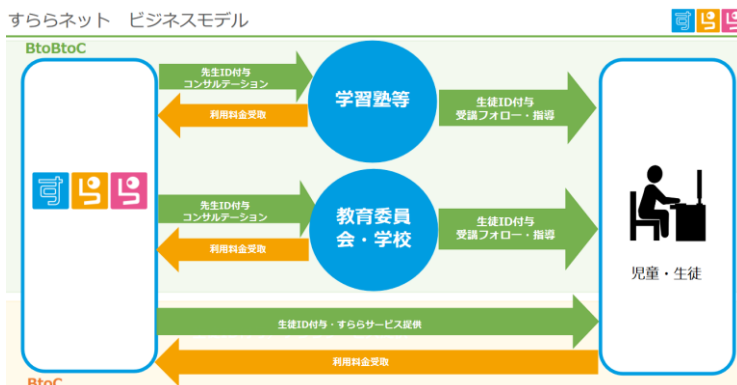 すららネット　ビジネスモデル
すらら
BtoBtoC
先生ID付与
コンサルテーション
利用料金受取
学習塾等
生徒ID付与
受講フォロー・指導
すらら
先生ID付与
コンサルテーション
利用料金受取
教育委員
会・学校
生徒ID付与
受講フォロー・指導
児童・生徒
生徒ID付与・すららサービス提供
利用料金受取
BtoC